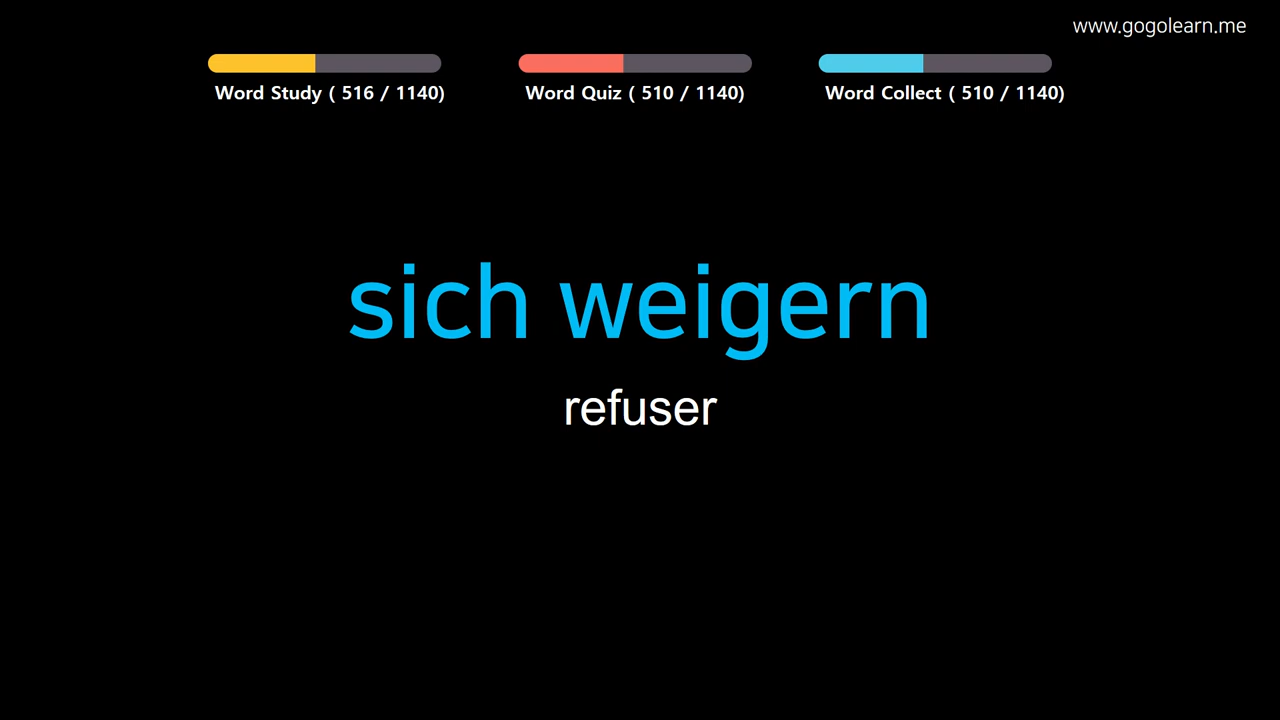 www.gogolearn.me
Word Study ( 516 / 1140)
Word Quiz ( 510 / 1140)
Word Collect ( 510 / 1140)
sich weigern
refuser